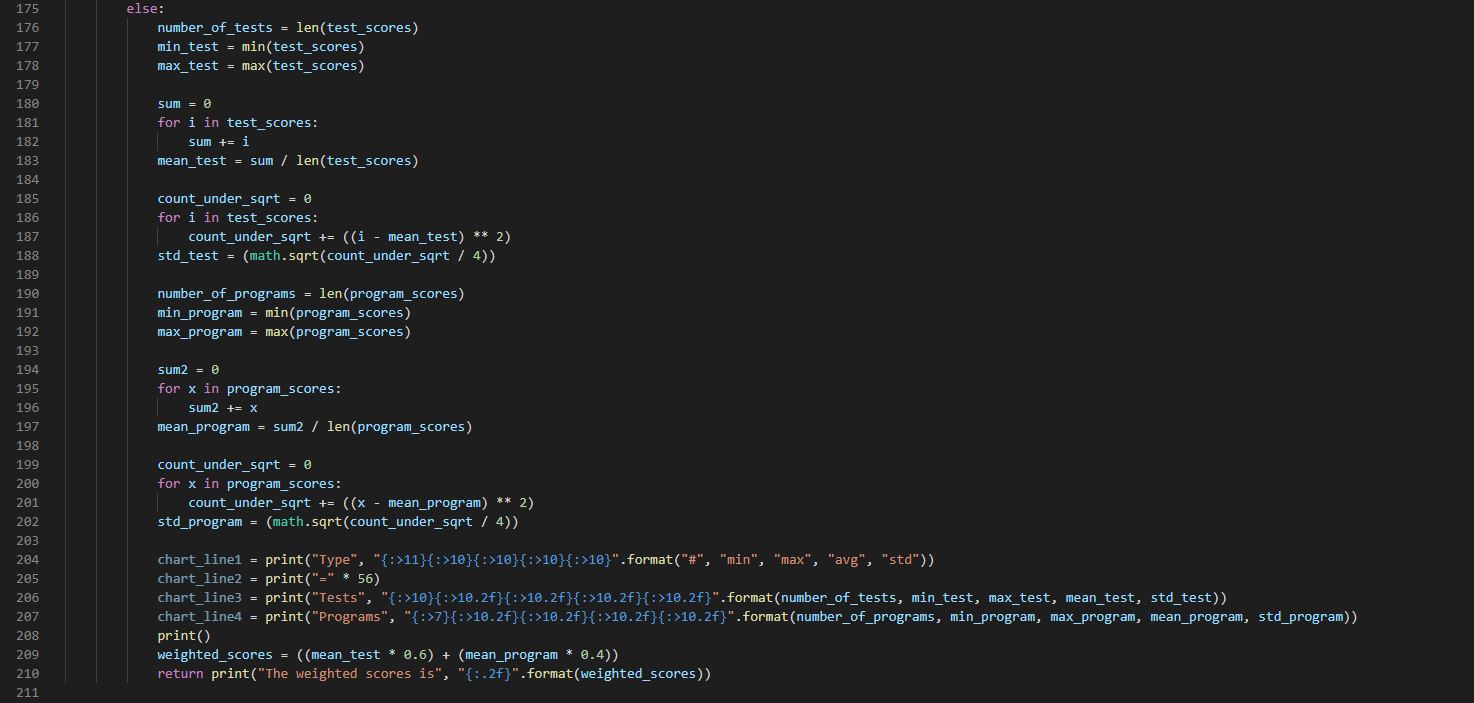 175 else:
176 number_of_tests = len(test_scores)
177 min_test = min(test_scores)
178 max_test = max(test_scores)
179
180 sum = 0
181 for i in test_scores:
182 sum += i
183 mean_test = sum / len(test_scores)
184
185 count_under_sqrt = 0
186 for i in test_scores:
187 count_under_sqrt += ((i - mean_test) ** 2)
188 std_test = (math.sqrt(count_under_sqrt / 4))
189
190 number_of_programs = len(program_scores)
191 min_program = min(program_scores)
192 max_program = max(program_scores)
193
194 sum2 = 0
195 for x in program_scores:
196 sum2 += x
197 mean_program = sum2 / len(program_scores)
198
199 count_under_sqrt = 0
200 for x in program_scores:
201 count_under_sqrt += ((x - mean_program) ** 2)
202 std_program = (math.sqrt(count_under_sqrt / 4))
203
204 chart_line1 = print("Type", "{:>11}{:>10}{:>10}{:>10}{:>10}".format("#", "min", "max", "avg", "std"))
205 chart_line2 = print("=" * 56)
206 chart_line3 = print("Tests", "{:>10}{:>10.2f}{:>10.2f}{:>10.2f}{:>10.2f}".format(number_of_tests, min_test, max_test, mean_test, std_test))
207 chart_line4 = print("Programs", "{:>7}{:>10.2f}{:>10.2f}{:>10.2f}{:>10.2f}".format(number_of_programs, min_program, max_program, mean_program, std_program))
208 print()
209 weighted_scores = ((mean_test * 0.6) + (mean_program * 0.4))
210 return print("The weighted scores is", "{:.2f}".format(weighted_scores))
211